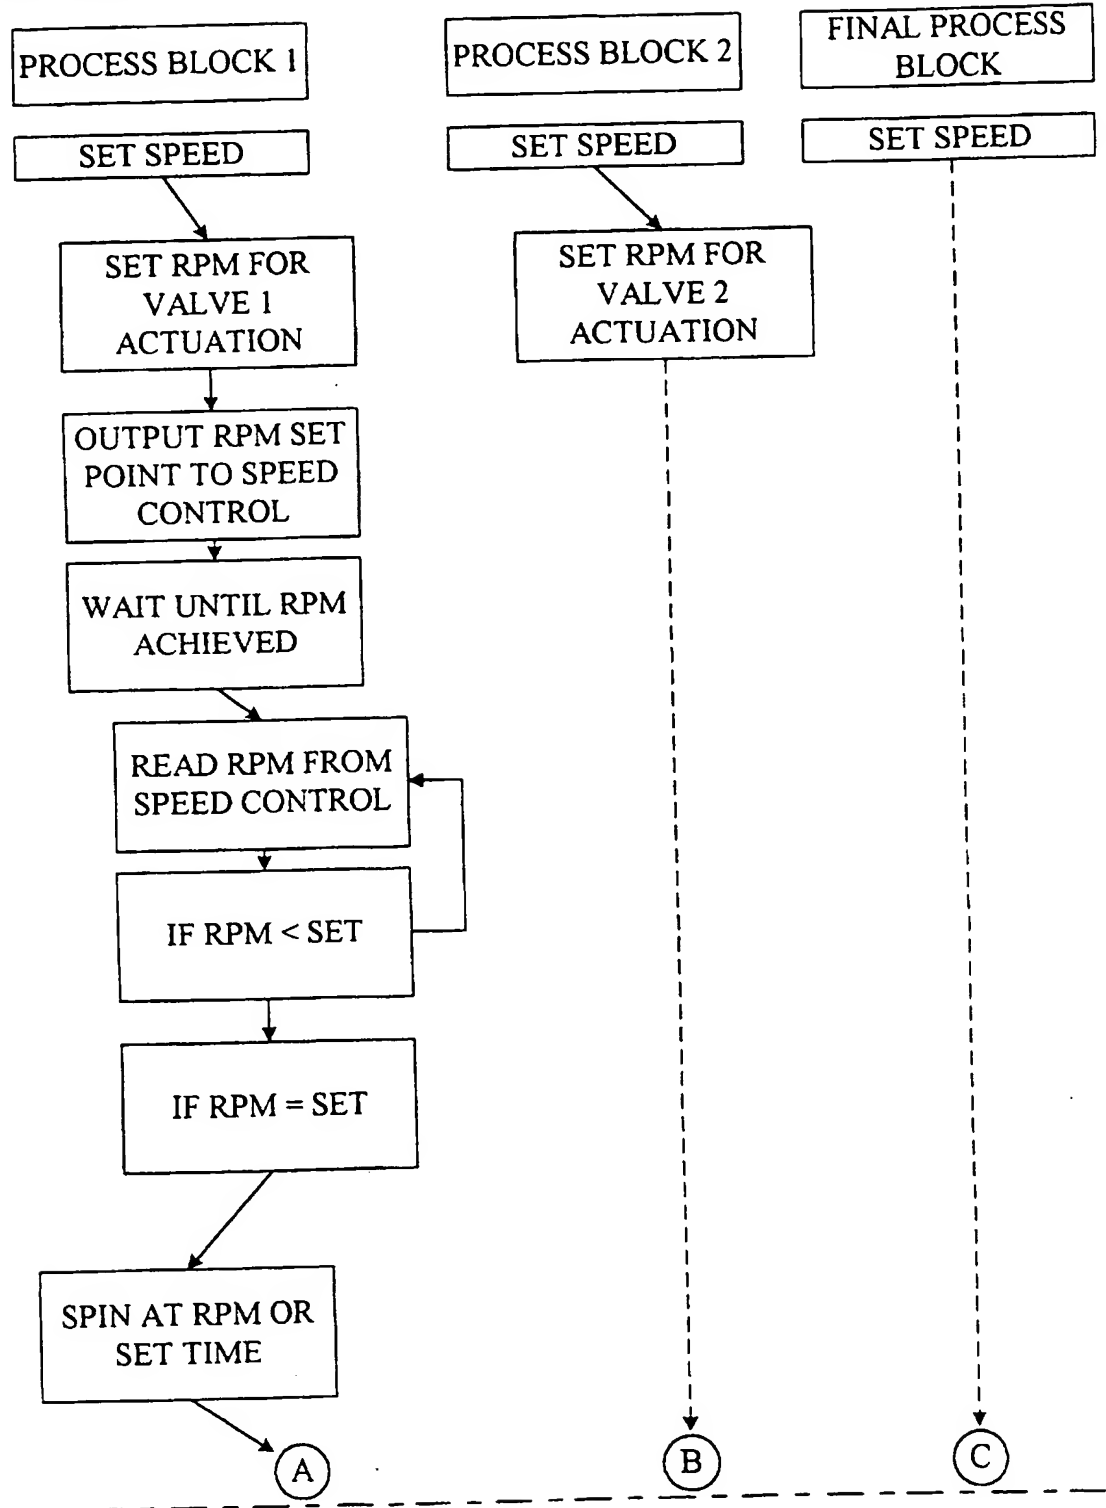 PROCESS BLOCK 1
SET SPEED
SET RPM FOR
VALVE 1
ACTUATION
OUTPUT RPM SET
POINT TO SPEED
CONTROL
WAIT UNTIL RPM
ACHIEVED
READ RPM FROM
SPEED CONTROL
IF RPM < SET
IF RPM = SET
SPIN AT RPM OR
SET TIME
A
PROCESS BLOCK 2
SET SPEED
SET RPM FOR
VALVE 2
ACTUATION
B
FINAL PROCESS
BLOCK
SET SPEED
C